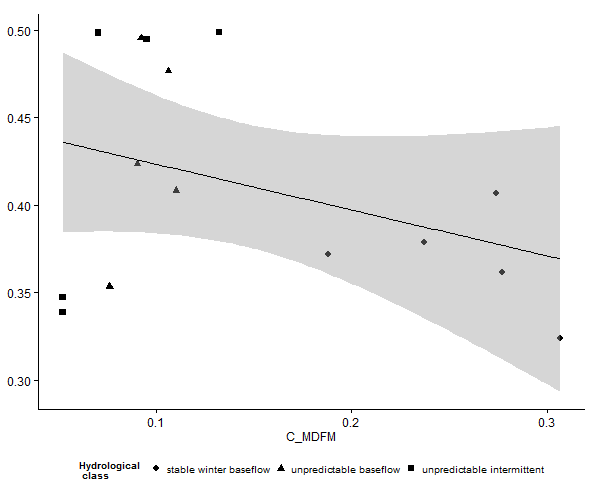 0.50
0.45
0.40
0.35
0.30
0.1 0.2 0.3
C_MDFM
Hydrological
class
stable winter baseflow unpredictable baseflow unpredictable intermittent